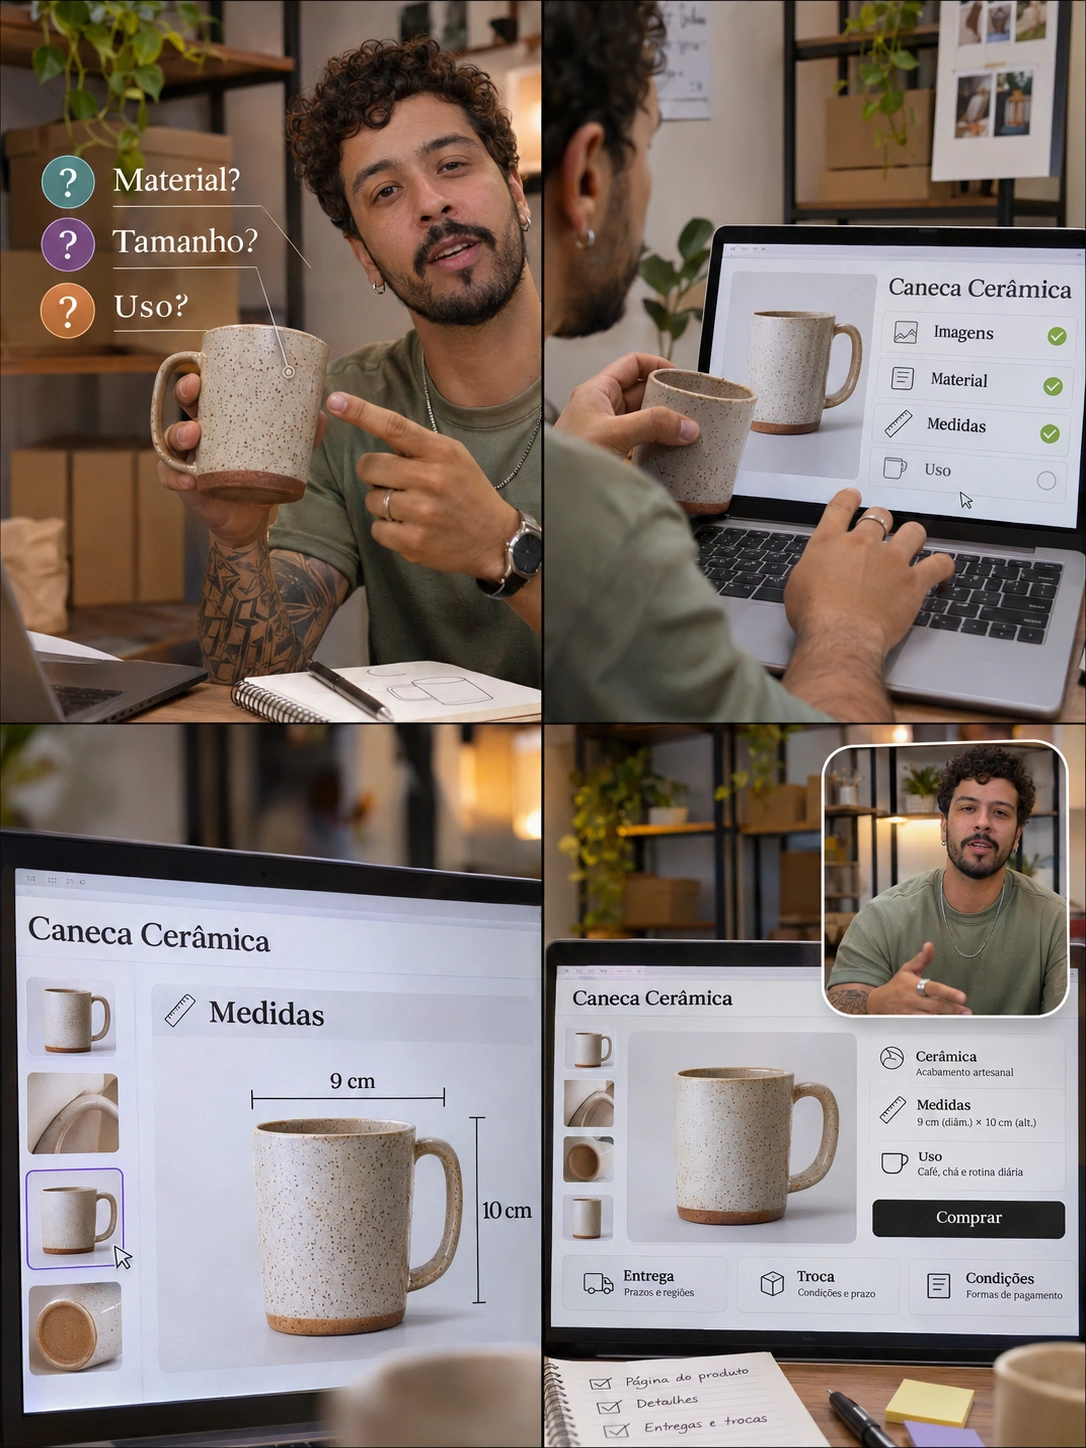 ? Material?
? Tamanho?
? Uso?
Caneca Cerâmica
Imagens
Material
Medidas
Uso
Caneca Cerâmica
Medidas
9 cm
10 cm
Caneca Cerâmica
Cerâmica
Acabamento artesanal
Medidas
9 cm (diâm.) × 10 cm (alt.)
Uso
Café, chá e rotina diária
Comprar
Entrega
Prazos e regiões
Troca
Condições e prazo
Condições
Formas de pagamento
Página do produto
Detalhes
Entregas e trocas